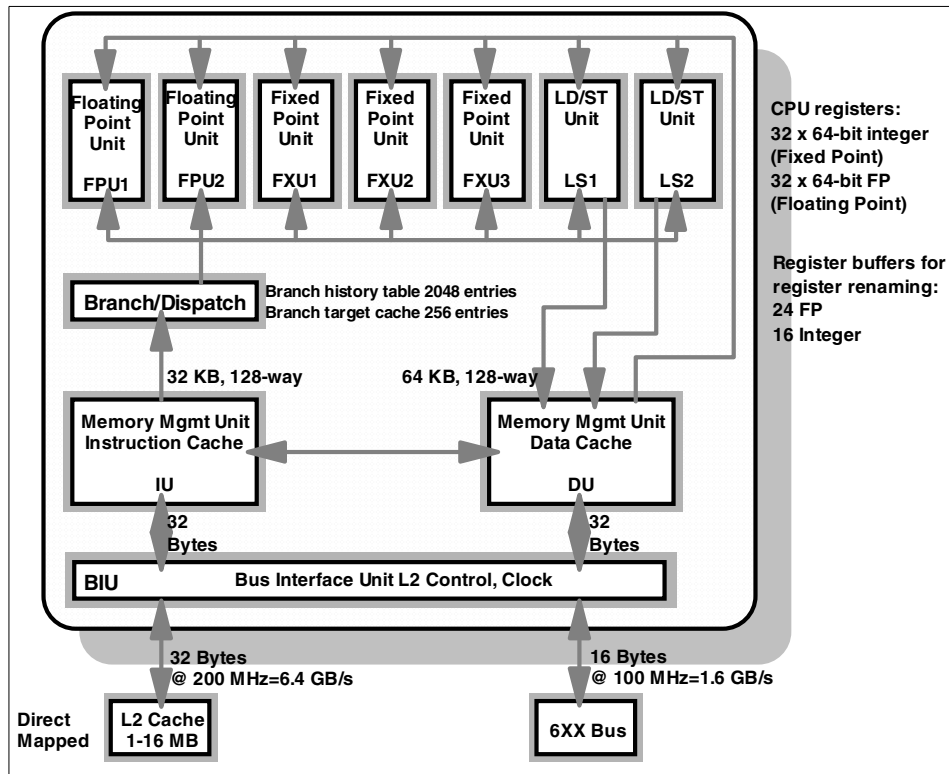 Floating
Point
Unit
FPU1
Floating
Point
Unit
FPU2
Fixed
Point
Unit
FXU1
Fixed
Point
Unit
FXU2
Fixed
Point
Unit
FXU3
LD/ST
Unit
LS1
LD/ST
Unit
LS2
CPU registers:
32 x 64-bit integer
(Fixed Point)
32 x 64-bit FP
(Floating Point)
Register buffers for
register renaming:
24 FP
16 Integer
Branch/Dispatch
Branch history table 2048 entries
Branch target cache 256 entries
32 KB, 128-way
64 KB, 128-way
Memory Mgmt Unit
Instruction Cache
IU
Memory Mgmt Unit
Data Cache
DU
32
Bytes
32
Bytes
BIU
Bus Interface Unit L2 Control, Clock
32 Bytes
@ 200 MHz=6.4 GB/s
16 Bytes
@ 100 MHz=1.6 GB/s
Direct
Mapped
L2 Cache
1-16 MB
6XX Bus